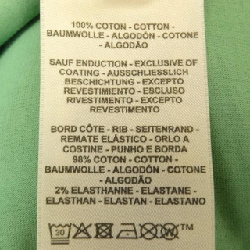 100% COTON - COTTON -
BAUMWOLLE - ALGODÓN - COTONE
- ALGODÃO
SAUF ENDUCTION - EXCLUSIVE OF
COATING - AUSSCHLIESSLICH
BESCHICHTUNG - EXCEPTO
REVESTIMIENTO - ESCLUSO
RIVESTIMENTO - EXCEPTO
REVESTIMENTO
BORD CÔTE - RIB - SEITENRAND -
REMATE ELÁSTICO - ORLO A
COSTINE - PUNHO E BORDA
98% COTON - COTTON -
BAUMWOLLE - ALGODÓN - COTONE
- ALGODÃO
2% ELASTHANNE - ELASTANE -
ELASTHAN - ELASTAN - ELASTANO
30 TM